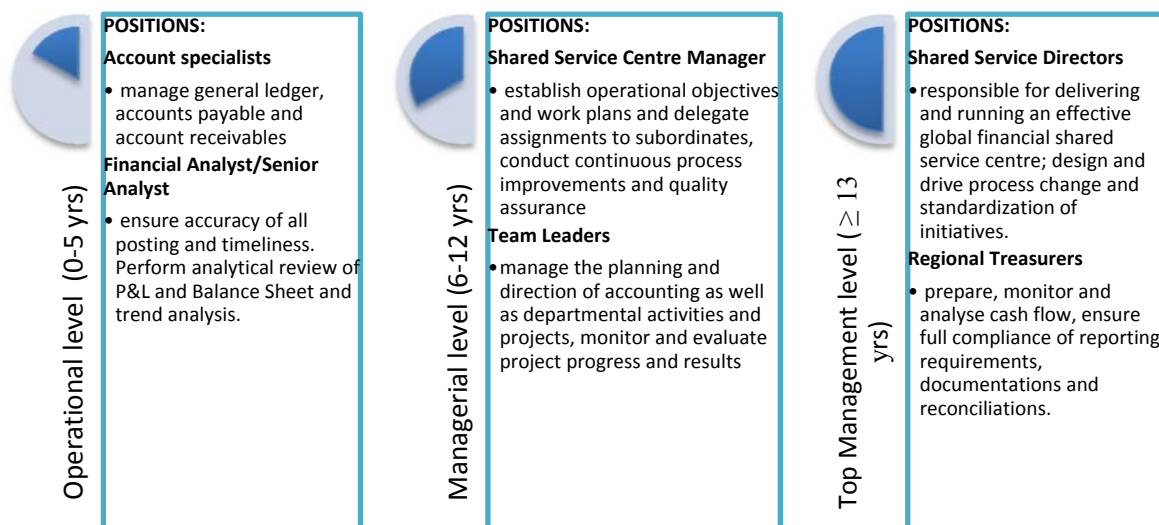 Operational level (0-5 yrs)
POSITIONS:
Account specialists
• manage general ledger,
accounts payable and
account receivables
Financial Analyst/Senior
Analyst
• ensure accuracy of all
posting and timeliness.
Perform analytical review of
P&L and Balance Sheet and
trend analysis.
Managerial level (6-12 yrs)
POSITIONS:
Shared Service Centre Manager
• establish operational objectives
and work plans and delegate
assignments to subordinates,
conduct continuous process
improvements and quality
assurance
Team Leaders
•manage the planning and
direction of accounting as well
as departmental activities and
projects, monitor and evaluate
project progress and results
Top Management level ( ≥ 13
yrs)
POSITIONS:
Shared Service Directors
•responsible for delivering
and running an effective
global financial shared
service centre; design and
drive process change and
standardization of
initiatives.
Regional Treasurers
• prepare, monitor and
analyse cash flow, ensure
full compliance of reporting
requirements,
documentations and
reconciliations.